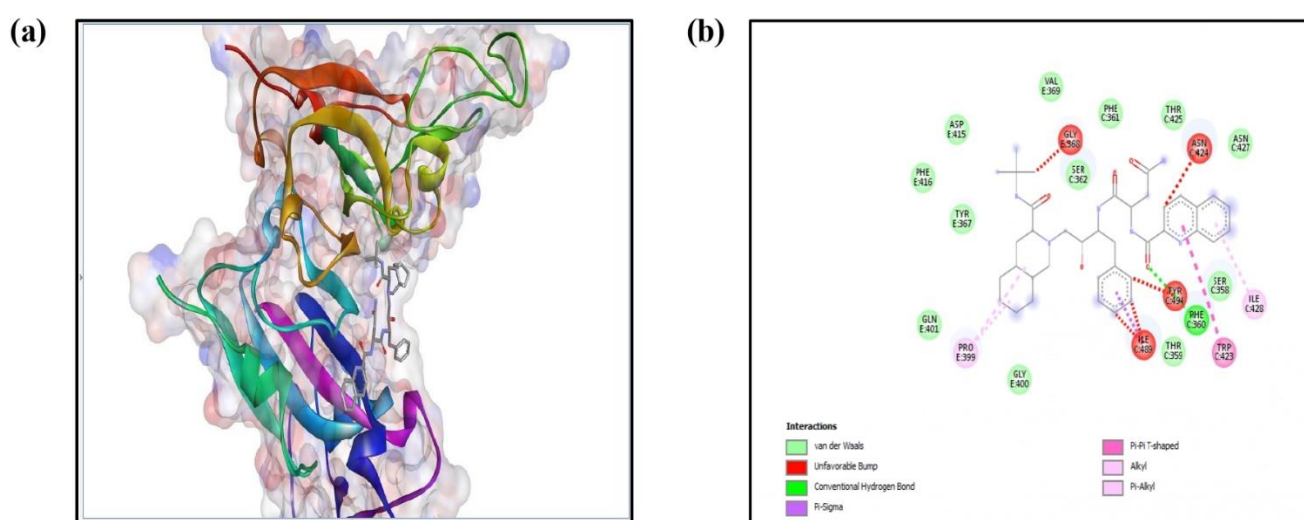 (a)
(b)
VAL
E:369
PHE
C:361
THR
C:425
ASP
E:415
GLY
E:368
ASN
C:424
ASN
C:427
PHE
E:416
SER
C:362
TYR
E:367
SER
C:358
TYR
C:494
ILE
C:428
PHE
C:360
GLN
E:401
ILE
C:489
THR
C:359
PRO
E:399
TRP
C:423
GLY
E:400
Interactions
van der Waals
Unfavorable Bump
Conventional Hydrogen Bond
Pi-Sigma
Pi-Pi T-shaped
Alkyl
Pi-Alkyl